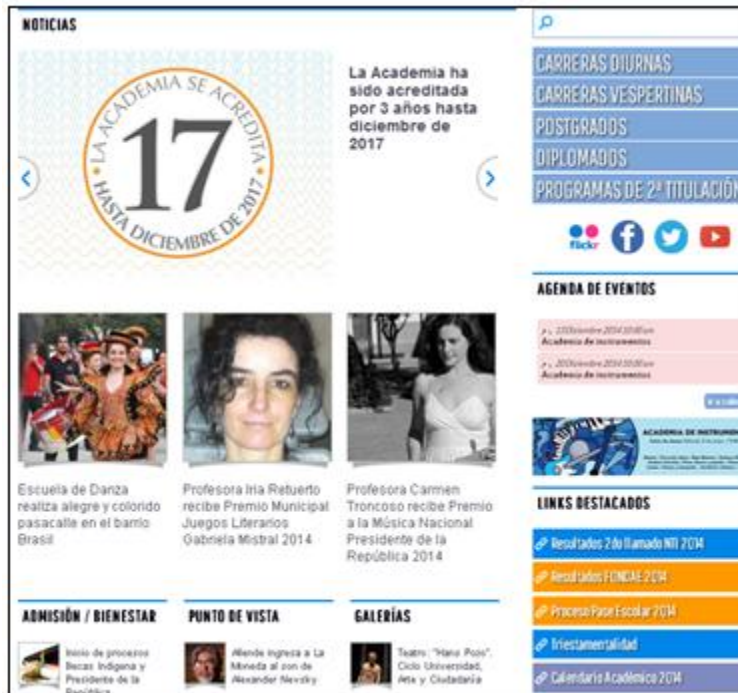 NOTICIAS
LA ACADEMIA SE ACREDITA
17
HASTA DICIEMBRE DE 2017
La Academia ha
sido acreditada
por 3 años hasta
diciembre de
2017
Escuela de Danza
realiza alegre y colorido
pasacalle en el barrio
Brasil
Profesora Iria Retuerto
recibe Premio Municipal
Juegos Literarios
Gabriela Mistral 2014
Profesora Carmen
Troncoso recibe Premio
a la Música Nacional
Presidente de la
República 2014
ADMISIÓN / BIENESTAR
Inicio de procesos
Becas Indígena y
Presidente de la
República
PUNTO DE VISTA
Allende ingresa a La
Moneda al son de
Alexander Nevsky
GALERÍAS
Teatro: "Mano Pozo".
Ciclo Universidad,
Arte y Ciudadanía
CARRERAS DIURNAS
CARRERAS VESPERTINAS
POSTGRADOS
DIPLOMADOS
PROGRAMAS DE 2ª TITULACIÓN
flickr
AGENDA DE EVENTOS
Academia de instrumentos
Academia de instrumentos
ACADEMIA DE INSTRUMEN
LINKS DESTACADOS
Resultados 2do llamado NTI 2014
Resultados FONDAE 2014
Proceso Pase Escolar 2014
Triestamentalidad
Calendario Académico 2014